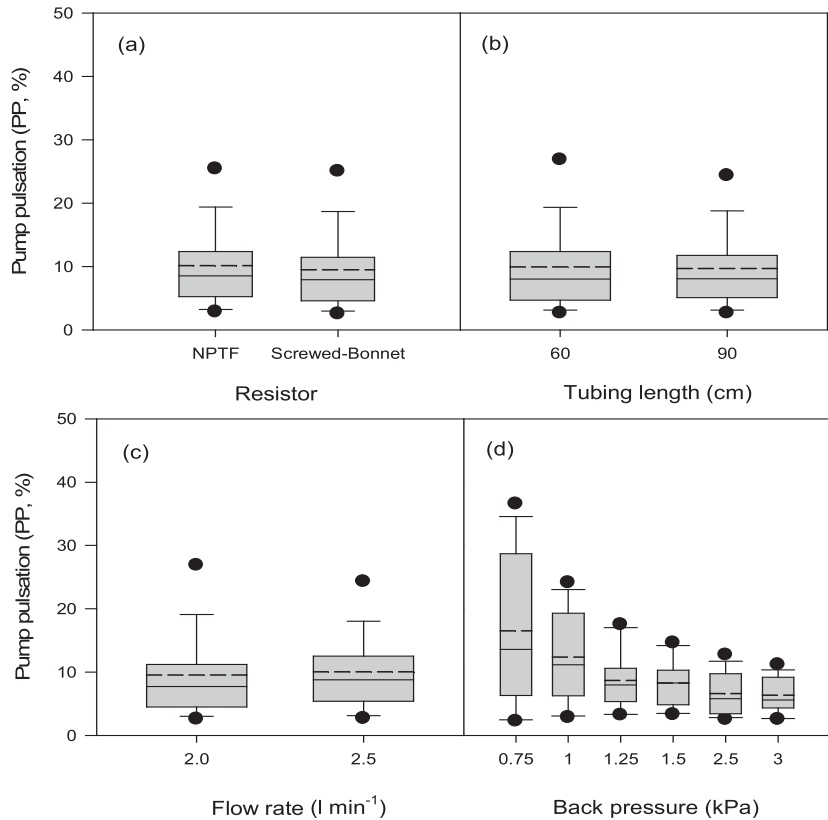 50
40
30
20
10
0
Pump pulsation (PP, %)
(a)
(b)
NPTF Screwed-Bonnet
60 90
Resistor
Tubing length (cm)
50
40
30
20
10
0
Pump pulsation (PP, %)
(c)
(d)
2.0 2.5
0.75 1 1.25 1.5 2.5 3
Flow rate (l min⁻¹)
Back pressure (kPa)